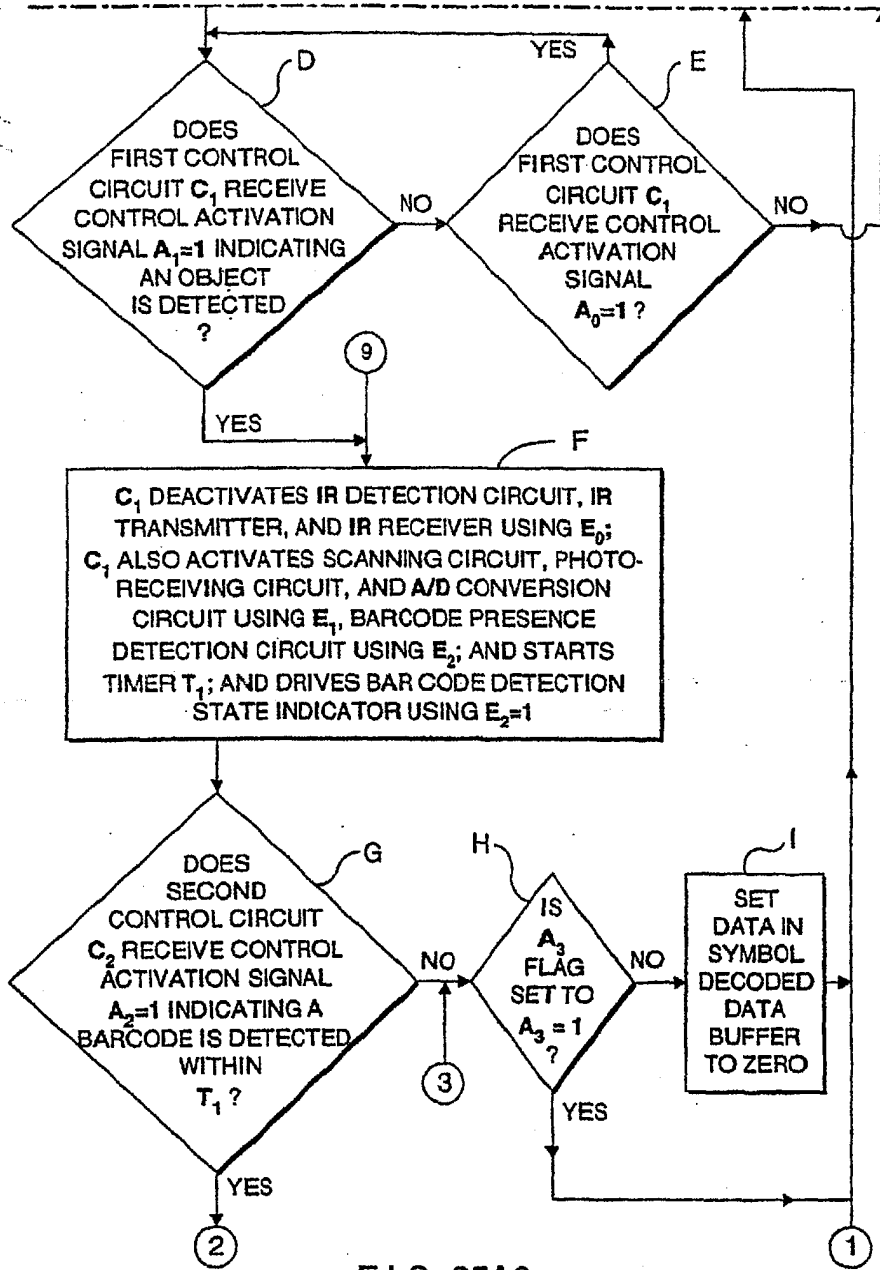 YES
D
DOES
FIRST CONTROL
CIRCUIT C₁ RECEIVE
CONTROL ACTIVATION
SIGNAL A₁=1 INDICATING
AN OBJECT
IS DETECTED
?
NO
E
DOES
FIRST CONTROL
CIRCUIT C₁
RECEIVE CONTROL
ACTIVATION
SIGNAL
A₀=1 ?
NO
9
YES
F
C₁ DEACTIVATES IR DETECTION CIRCUIT, IR
TRANSMITTER, AND IR RECEIVER USING E₀;
C₁ ALSO ACTIVATES SCANNING CIRCUIT, PHOTO-
RECEIVING CIRCUIT, AND A/D CONVERSION
CIRCUIT USING E₁, BARCODE PRESENCE
DETECTION CIRCUIT USING E₂; AND STARTS
TIMER T₁; AND DRIVES BAR CODE DETECTION
STATE INDICATOR USING E₂=1
G
DOES
SECOND
CONTROL CIRCUIT
C₂ RECEIVE CONTROL
ACTIVATION SIGNAL
A₂=1 INDICATING A
BARCODE IS DETECTED
WITHIN
T₁ ?
NO
3
H
IS
A₃
FLAG
SET TO
A₃ = 1
?
NO
I
SET
DATA IN
SYMBOL
DECODED
DATA
BUFFER
TO ZERO
YES
YES
2
1